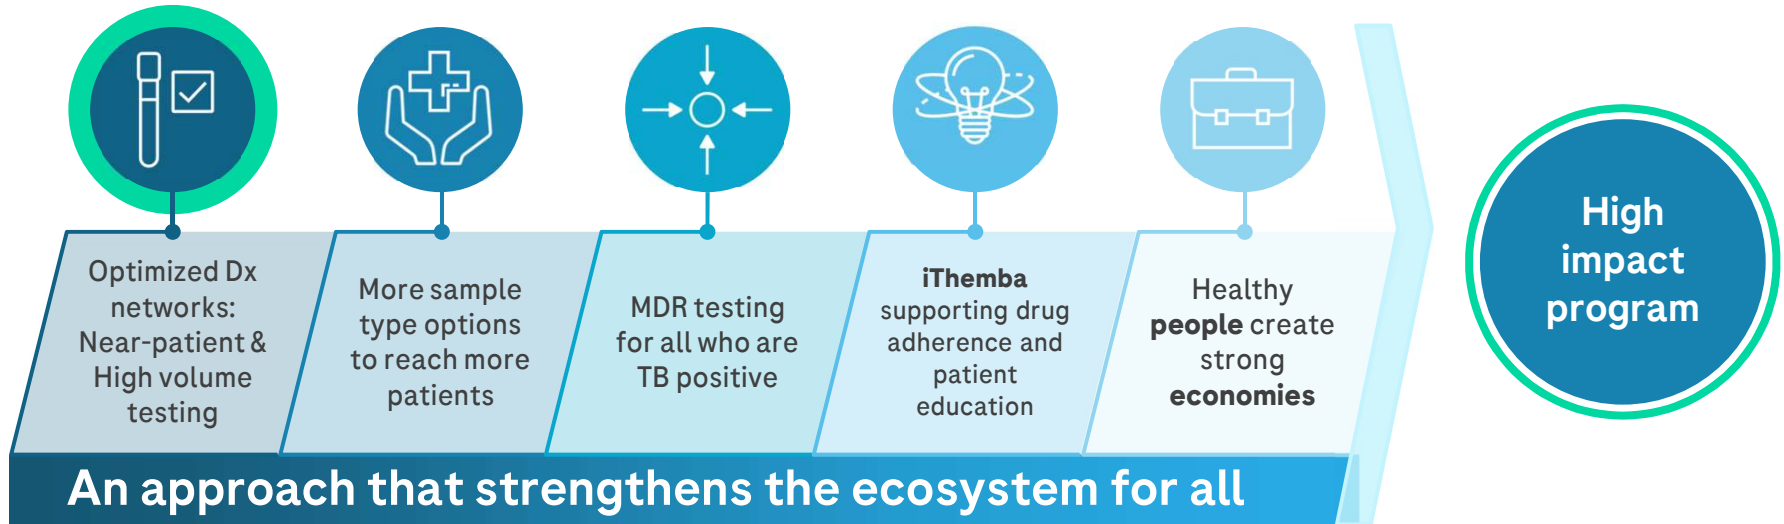 Optimized Dx
networks:
Near-patient &
High volume
testing
More sample
type options
to reach more
patients
MDR testing
for all who are
TB positive
iThemba
supporting drug
adherence and
patient
education
Healthy
people create
strong
economies
High
impact
program
An approach that strengthens the ecosystem for all